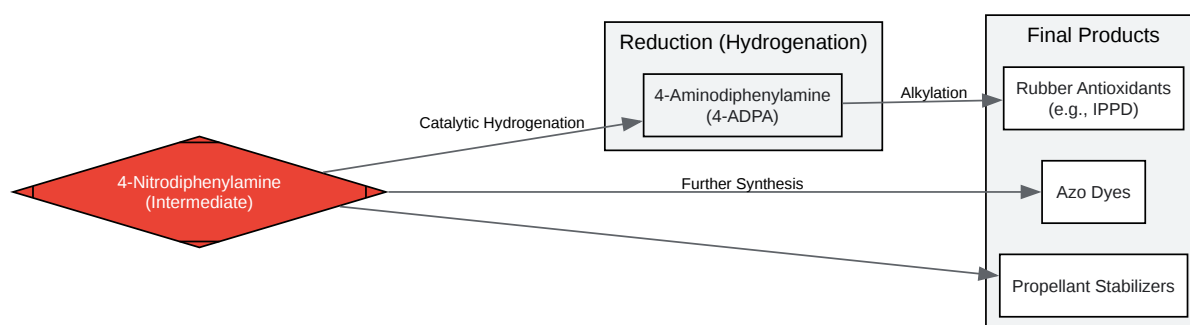 Reduction (Hydrogenation)
Final Products
4-Aminodiphenylamine
(4-ADPA)
Alkylation
Rubber Antioxidants
(e.g., IPPD)
Catalytic Hydrogenation
4-Nitrodiphenylamine
(Intermediate)
Further Synthesis
Azo Dyes
Propellant Stabilizers